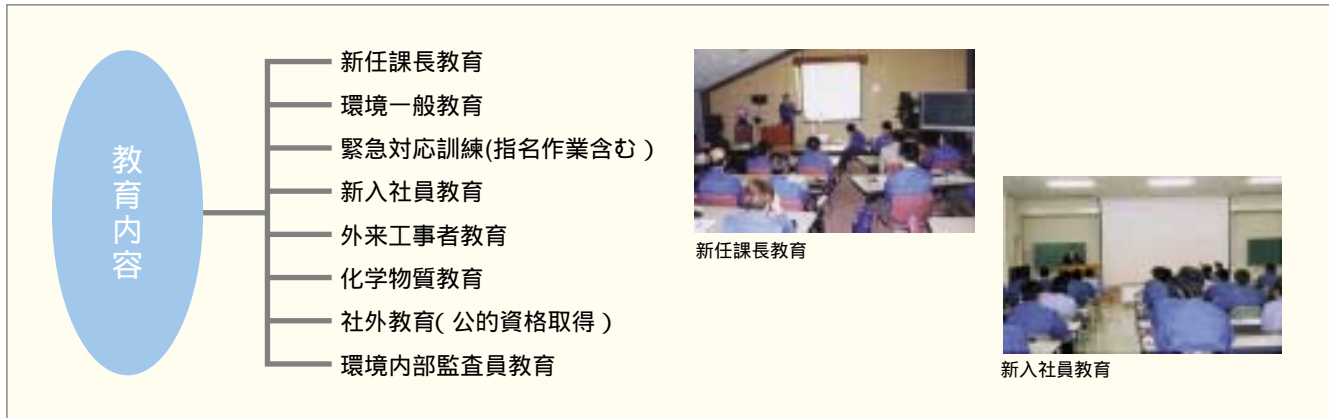 教育内容
新任課長教育
環境一般教育
緊急対応訓練(指名作業含む)
新入社員教育
外来工事者教育
化学物質教育
社外教育(公的資格取得)
環境内部監査員教育
新任課長教育
新入社員教育